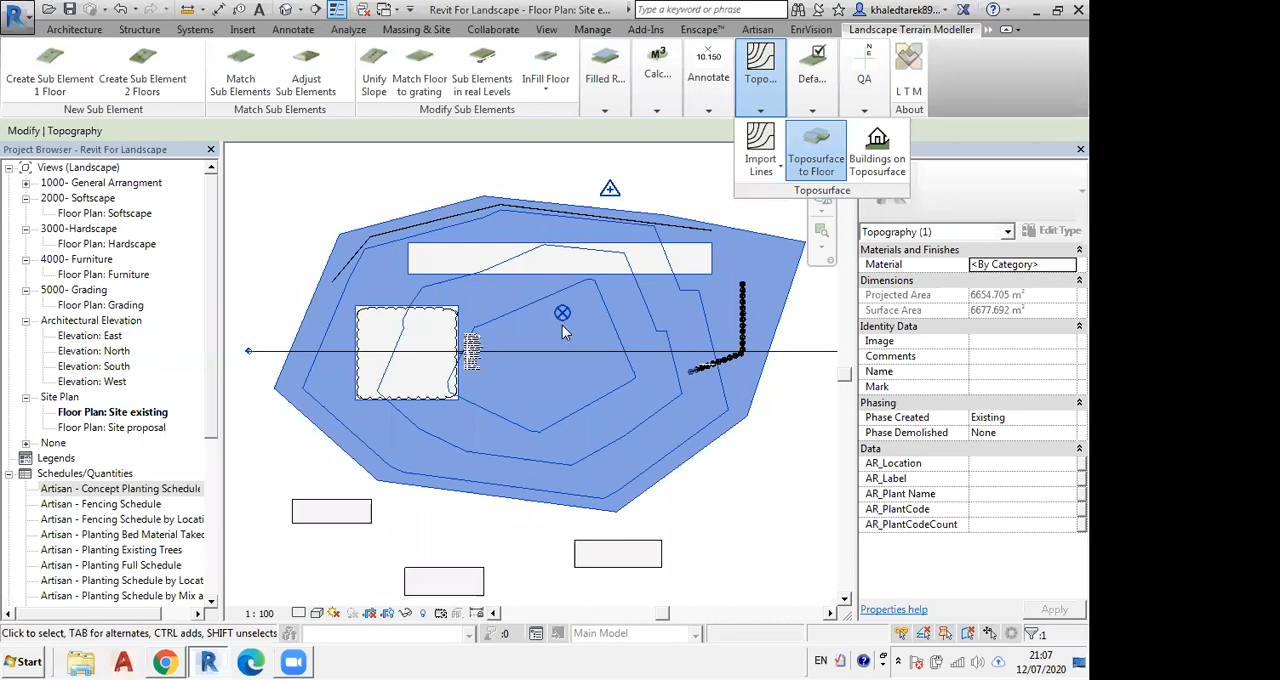 Revit For Landscape - Floor Plan: Site e...
Type a keyword or phrase
khaledtarek89...
Architecture Structure Systems Insert Annotate Analyze Massing & Site Collaborate View Manage Add-Ins Enscape™ Artisan EnVision Landscape Terrain Modeller
Create Sub Element 1 Floor
Create Sub Element 2 Floors
Match Sub Elements
Adjust Sub Elements
Unify Slope
Match Floor to grating
Sub Elements in real Levels
InFill Floor
Filled R...
M³
Calc...
10.150
Annotate
Topo...
Defa...
N
E
QA
L T M
New Sub Element
Match Sub Elements
Modify Sub Elements
About
Modify | Topography
Import Lines
Toposurface to Floor
Buildings on Toposurface
Toposurface
Project Browser - Revit For Landscape
Views (Landscape)
1000- General Arrangment
2000- Softscape
Floor Plan: Softscape
3000-Hardscape
Floor Plan: Hardscape
4000- Furniture
Floor Plan: Furniture
5000- Grading
Floor Plan: Grading
Architectural Elevation
Elevation: East
Elevation: North
Elevation: South
Elevation: West
Site Plan
Floor Plan: Site existing
Floor Plan: Site proposal
None
Legends
Schedules/Quantities
Artisan - Concept Planting Schedule
Artisan - Fencing Schedule
Artisan - Fencing Schedule by Locati
Artisan - Planting Bed Material Takeo
Artisan - Planting Existing Trees
Artisan - Planting Full Schedule
Artisan - Planting Schedule by Locat
Artisan - Planting Schedule by Mix a
Topography (1)
Edit Type
Materials and Finishes
Material <By Category>
Dimensions
Projected Area 6654.705 m²
Surface Area 6677.692 m²
Identity Data
Image
Comments
Name
Mark
Phasing
Phase Created Existing
Phase Demolished None
Data
AR_Location
AR_Label
AR_Plant Name
AR_PlantCode
AR_PlantCodeCount
Properties help
Apply
1 : 100
Click to select, TAB for alternates, CTRL adds, SHIFT unselects
:0
Main Model
:1
Start
EN
21:07
12/07/2020